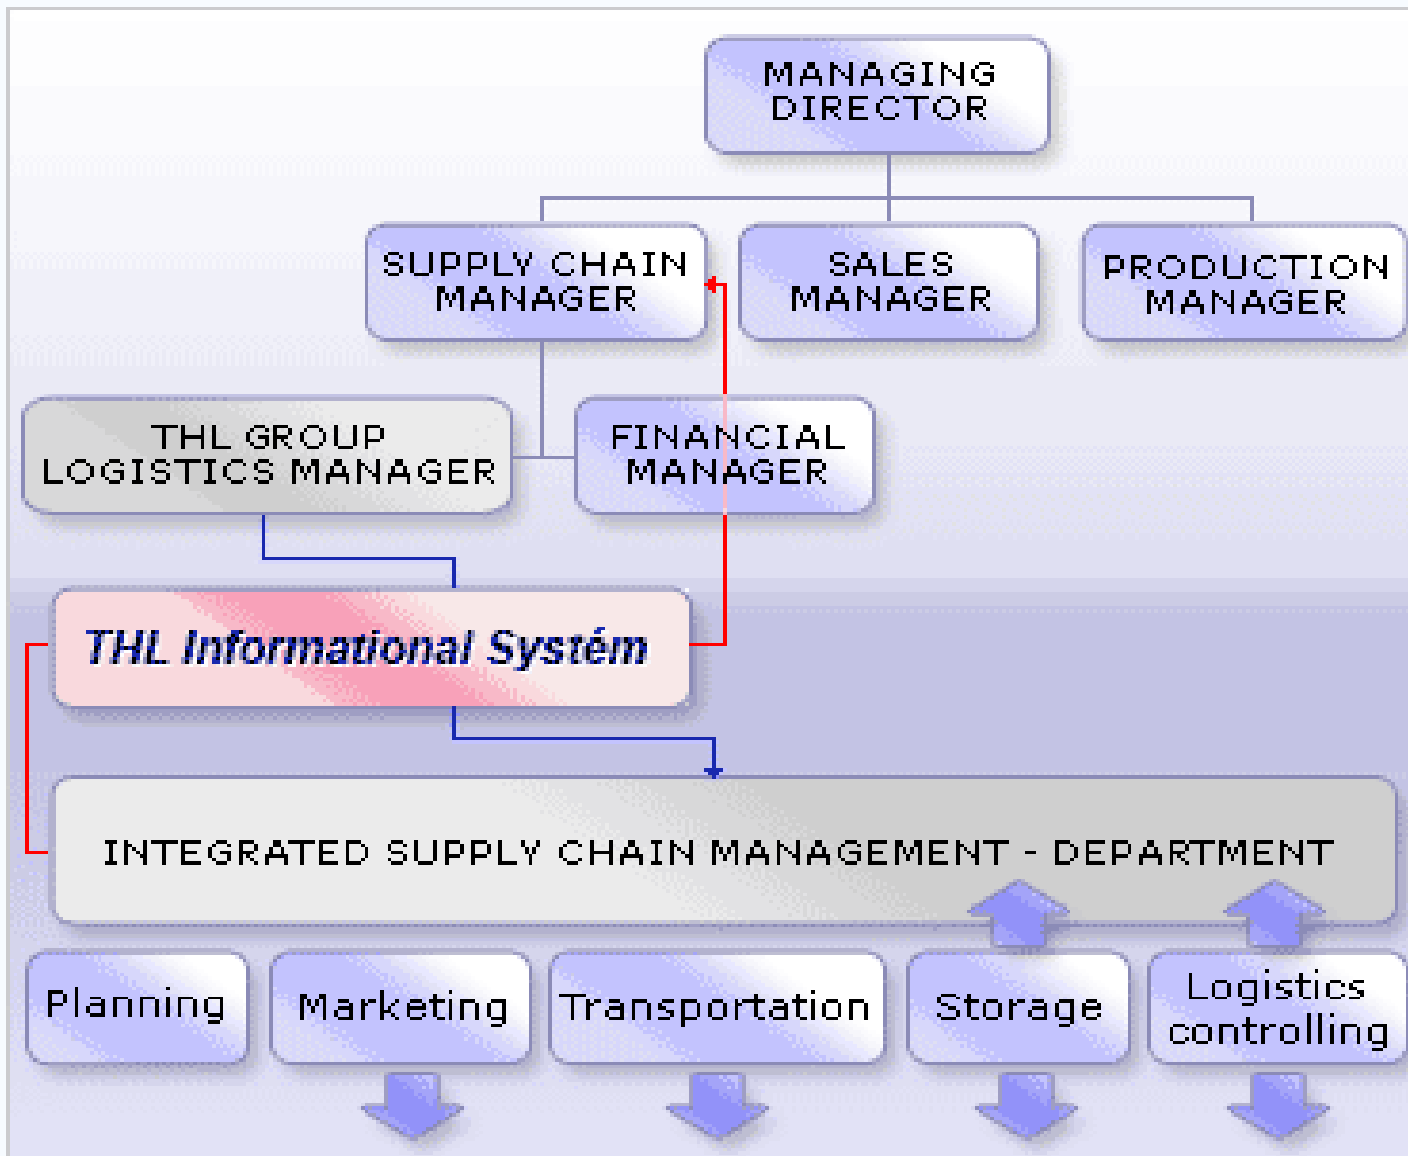 MANAGING
DIRECTOR
SUPPLY CHAIN
MANAGER
SALES
MANAGER
PRODUCTION
MANAGER
THL GROUP
LOGISTICS MANAGER
FINANCIAL
MANAGER
THL Informational Systém
INTEGRATED SUPPLY CHAIN MANAGEMENT - DEPARTMENT
Planning
Marketing
Transportation
Storage
Logistics
controlling